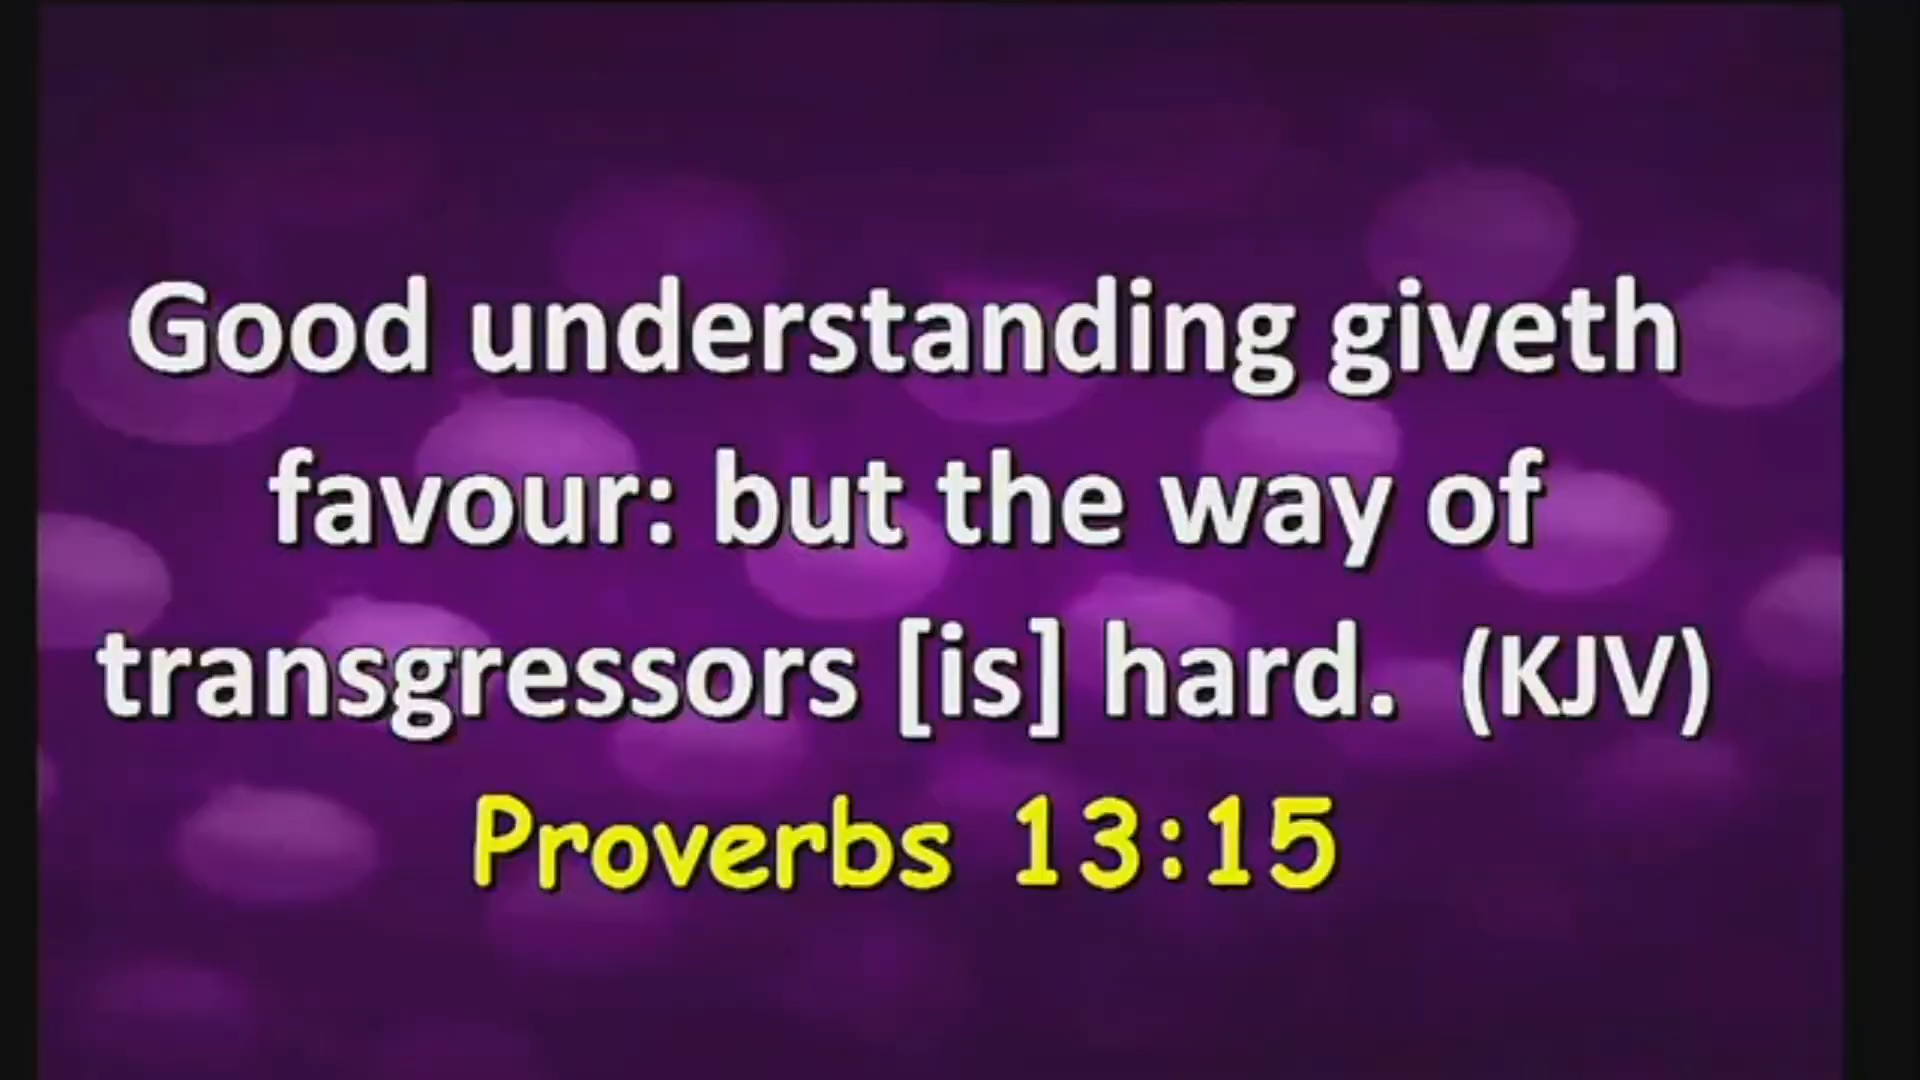 Good understanding giveth
favour: but the way of
transgressors [is] hard.  (KJV)
Proverbs 13:15